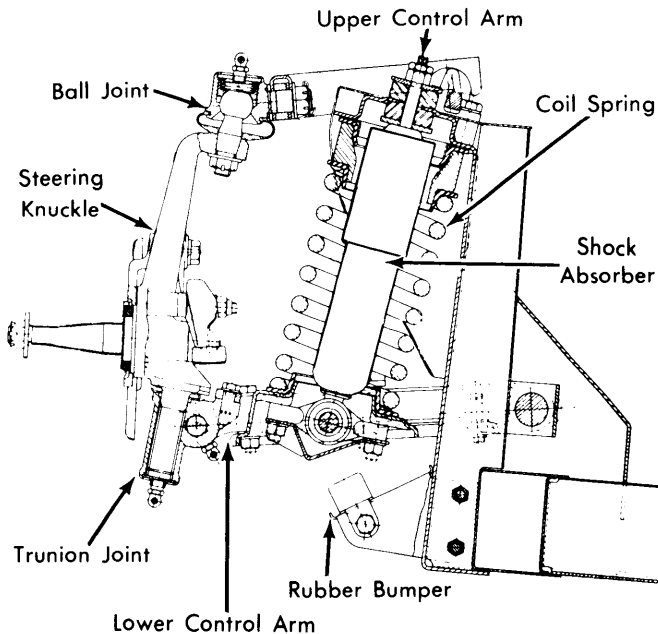 Upper Control Arm
Ball Joint
Coil Spring
Steering
Knuckle
Shock
Absorber
Trunion Joint
Rubber Bumper
Lower Control Arm